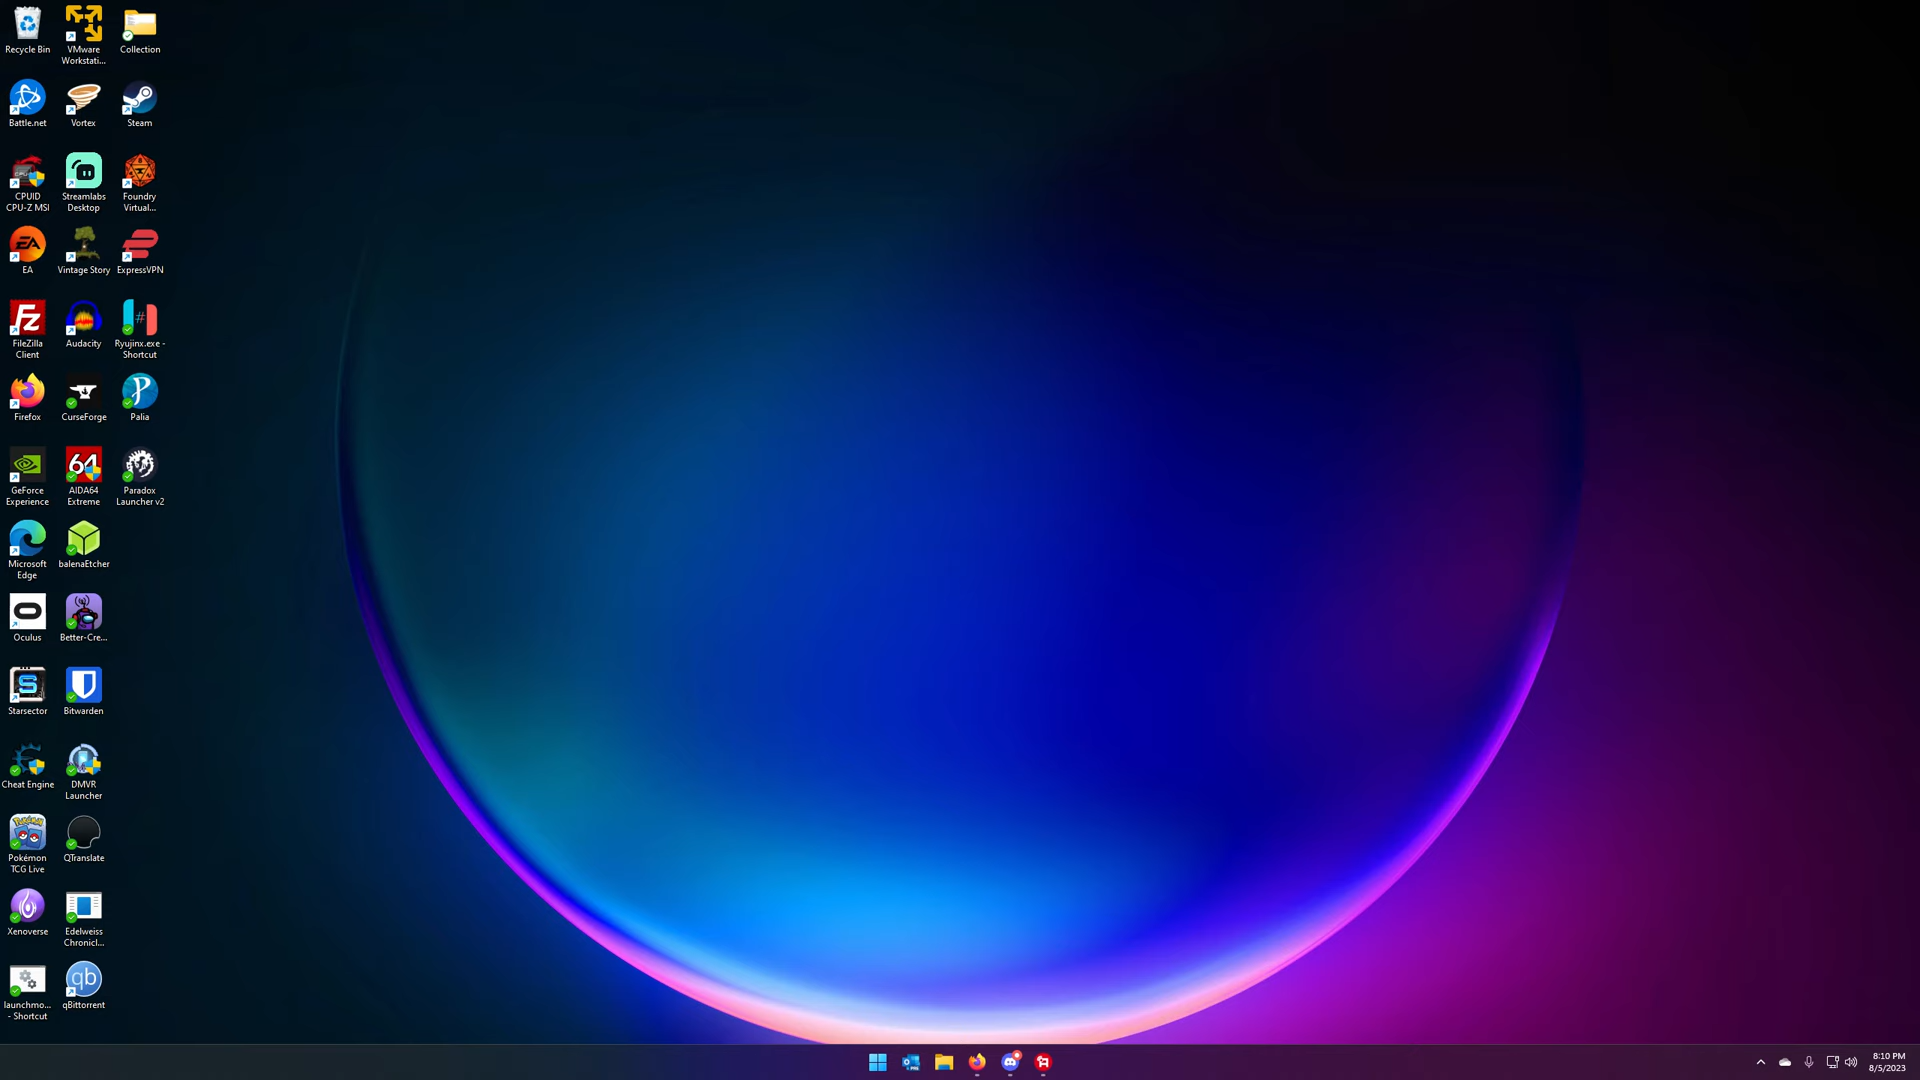 Recycle Bin
VMware
Workstati...
Collection
Battle.net
Vortex
Steam
CPUID
CPU-Z MSI
Streamlabs
Desktop
Foundry
Virtual...
EA
Vintage Story
ExpressVPN
FileZilla
Client
Audacity
Ryujinx.exe -
Shortcut
Firefox
CurseForge
Palia
GeForce
Experience
64
AIDA64
Extreme
Paradox
Launcher v2
Microsoft
Edge
balenaEtcher
Oculus
Better-Cre...
Starsector
Bitwarden
Cheat Engine
DMVR
Launcher
Pokémon
TCG Live
QTranslate
Xenoverse
Edelweiss
Chronicl...
launchmo...
- Shortcut
qb
qBittorrent
8:10 PM
8/5/2023